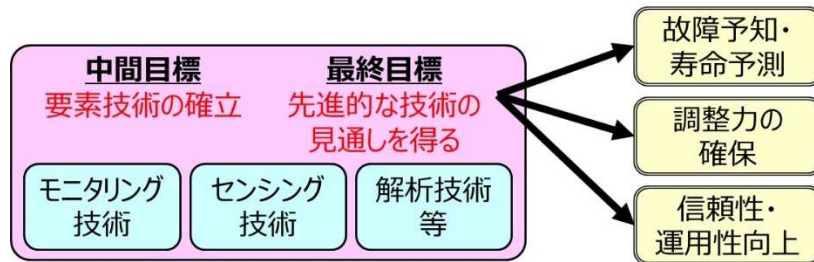 中間目標
要素技術の確立
最終目標
先進的な技術の
見通しを得る
モニタリング
技術
センシング
技術
解析技術
等
故障予知・
寿命予測
調整力の
確保
信頼性・
運用性向上